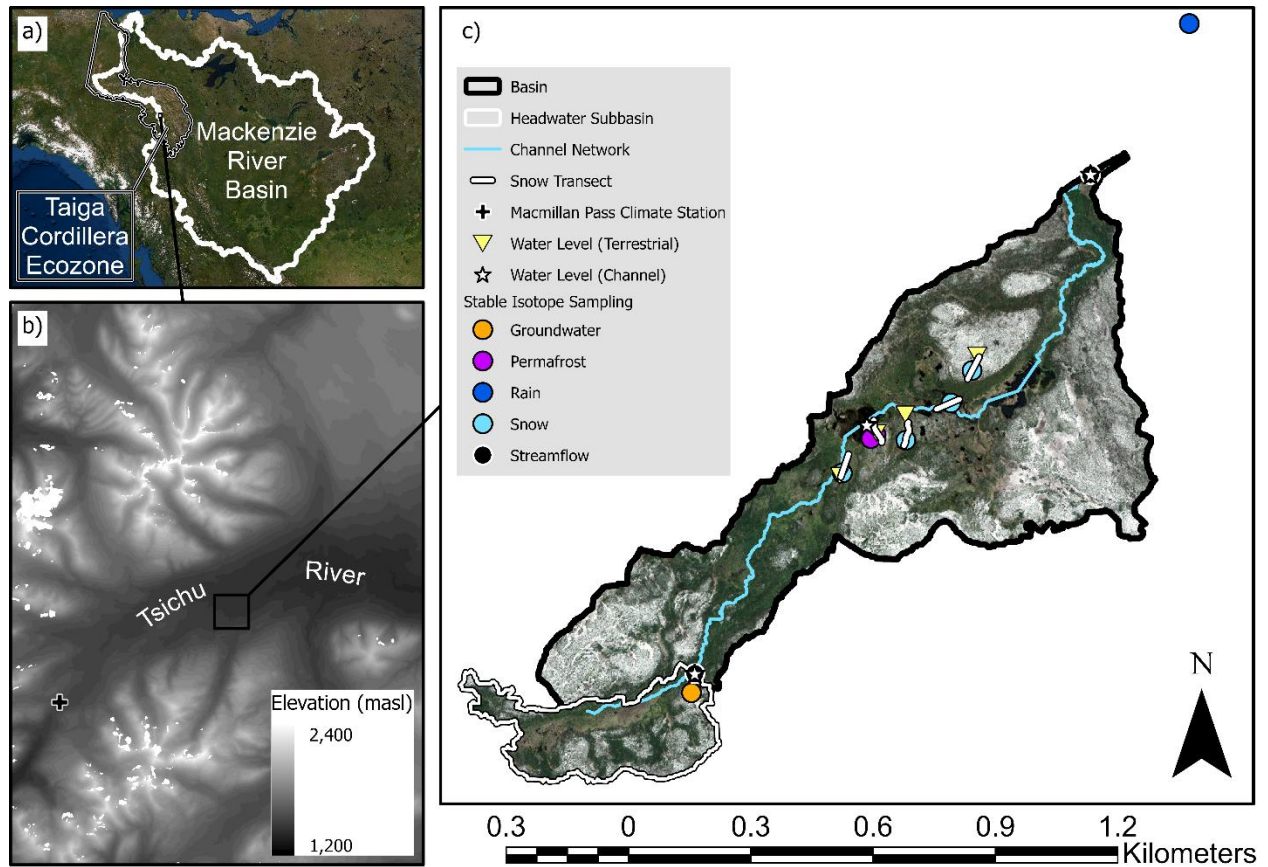 a)
Mackenzie
River
Basin
Taiga
Cordillera
Ecozone
b)
Tsichu River
Elevation (masl)
2,400
1,200
c)
Basin
Headwater Subbasin
Channel Network
Snow Transect
Macmillan Pass Climate Station
Water Level (Terrestrial)
Water Level (Channel)
Stable Isotope Sampling
Groundwater
Permafrost
Rain
Snow
Streamflow
N
0.3 0 0.3 0.6 0.9 1.2
Kilometers